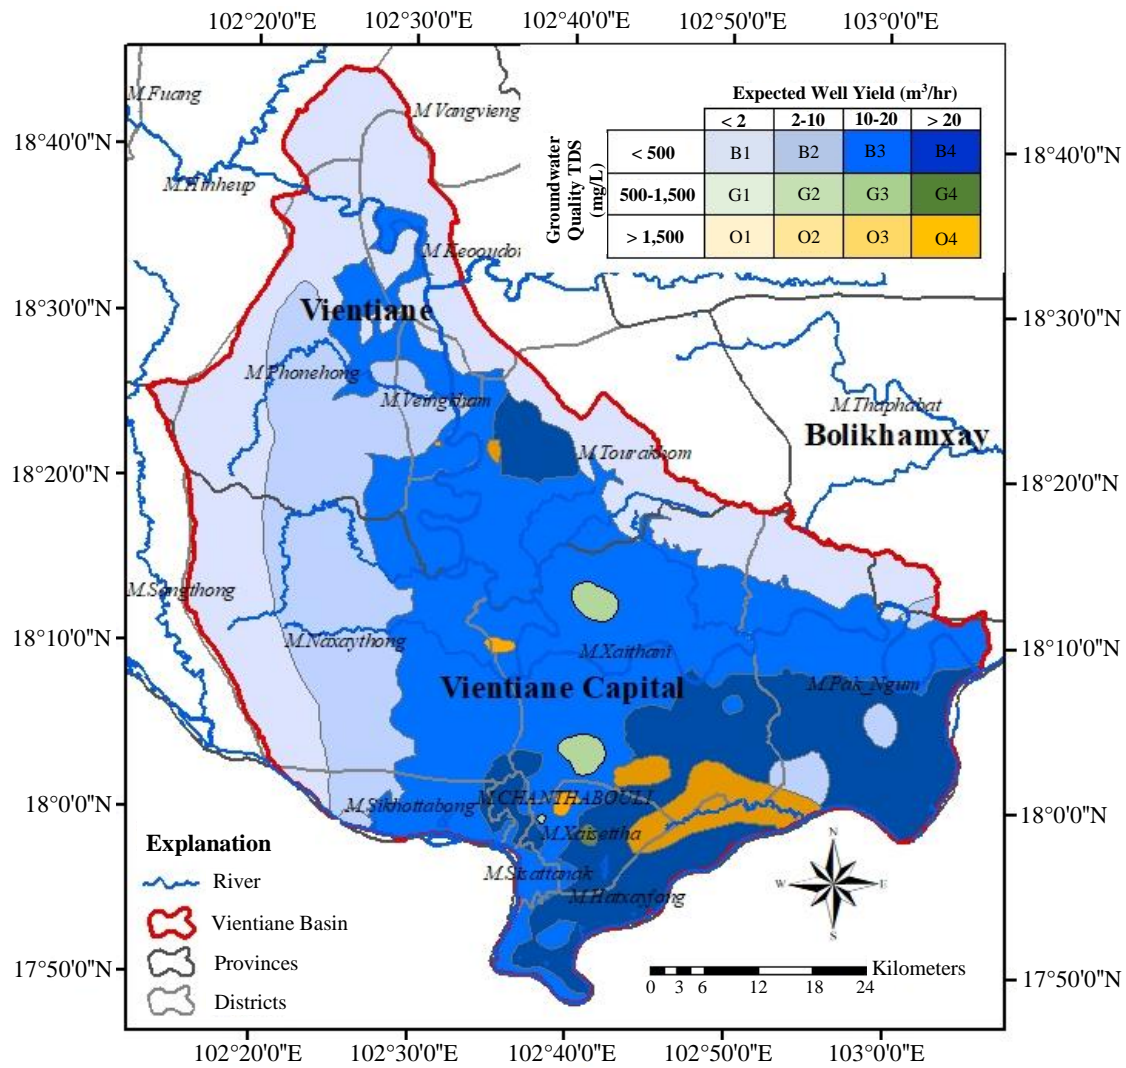 102°20'0"E 102°30'0"E 102°40'0"E 102°50'0"E 103°0'0"E
M.Fuang
M.Vangvieng
Expected Well Yield (m³/hr)
< 2 2-10 10-20 > 20
Groundwater
Quality TDS
(mg/L)
< 500 B1 B2 B3 B4
500-1,500 G1 G2 G3 G4
> 1,500 O1 O2 O3 O4
18°40'0"N 18°40'0"N
M.Hinheup
M.Keooudo
18°30'0"N 18°30'0"N
Vientiane
M.Phonehong
M.Veingkham
M.Thaphabat
Bolikhamxay
M.Tourakhom
18°20'0"N 18°20'0"N
M.Sangthong
M.Naxaythong
M.Xaithani
18°10'0"N 18°10'0"N
Vientiane Capital
M.Pak_Ngum
M.Sikhottabong
M.CHANTHABOULI
18°0'0"N 18°0'0"N
M.Xaisettha
M.Sisattanak
M.Hatxayfong
Explanation
River
Vientiane Basin
Provinces
Districts
N
W E
S
Kilometers
0 3 6 12 18 24
17°50'0"N 17°50'0"N
102°20'0"E 102°30'0"E 102°40'0"E 102°50'0"E 103°0'0"E